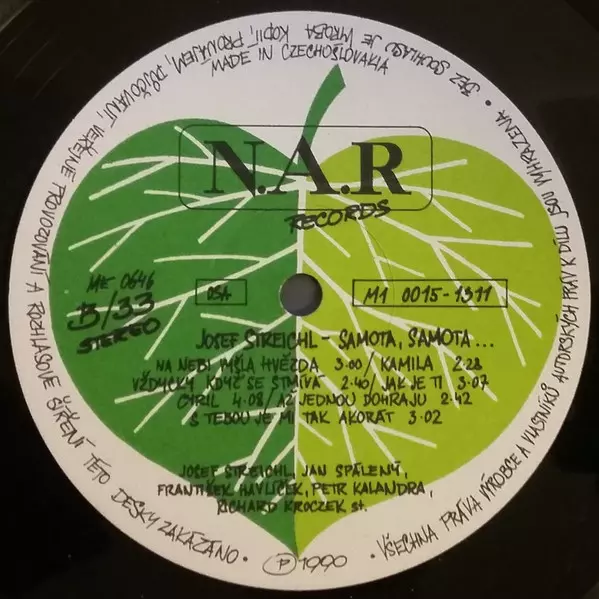 BEZ SOUHLASU JE VÝROBA KOPIÍ, PRONÁJEM, PŮJČOVÁNÍ, VEŘEJNÉ PROVOZOVÁNÍ A ROZHLASOVÉ ŠÍŘENÍ TÉTO DESKY ZAKÁZÁNO •
MADE IN CZECHOSLOVAKIA
N.A.R
RECORDS
ME 0646
B/33
STEREO
OSA
M1 0015-1311
JOSEF STREICHL - SAMOTA, SAMOTA...
NA NEBI VYŠLA HVĚZDA 3:00/ KAMILA 2:28
VŽDYCKY KDYŽ SE STMÍVÁ 2:40/ JAK JE TI 3:07
CYRIL 4:08/ AŽ JEDNOU DOHRAJU 2:42
S TEBOU JE MI TAK AKORÁT 3:02
JOSEF STREICHL, JAN SPÁLENÝ,
FRANTIŠEK HAVLÍČEK, PETR KALANDRA,
RICHARD KROCZEK st.
Ⓟ 1990
• VŠECHNA PRÁVA VÝROBCE A VLASTNÍKŮ AUTORSKÝCH PRÁV K DÍLU JSOU VYHRAZENA •